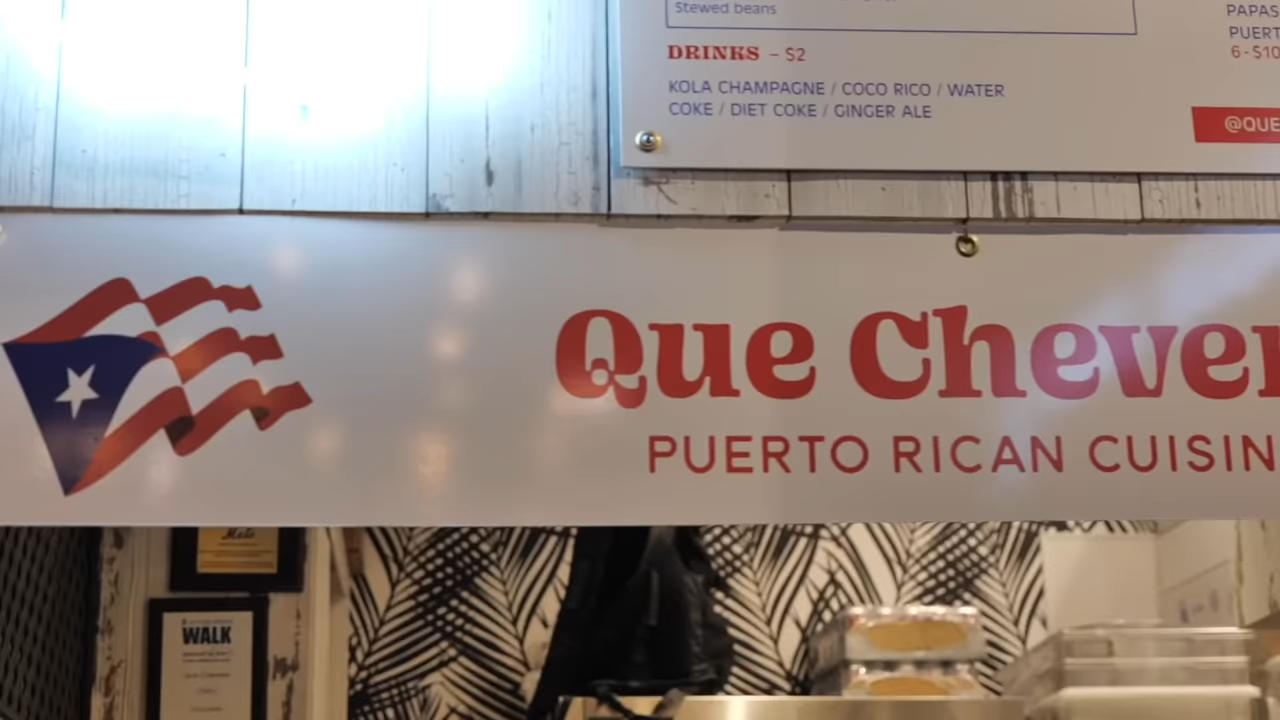 Stewed beans
DRINKS – $2
KOLA CHAMPAGNE / COCO RICO / WATER
COKE / DIET COKE / GINGER ALE
PAPAS
PUERT
6 - $10
@QUE
Que Chever
PUERTO RICAN CUISIN
WALK